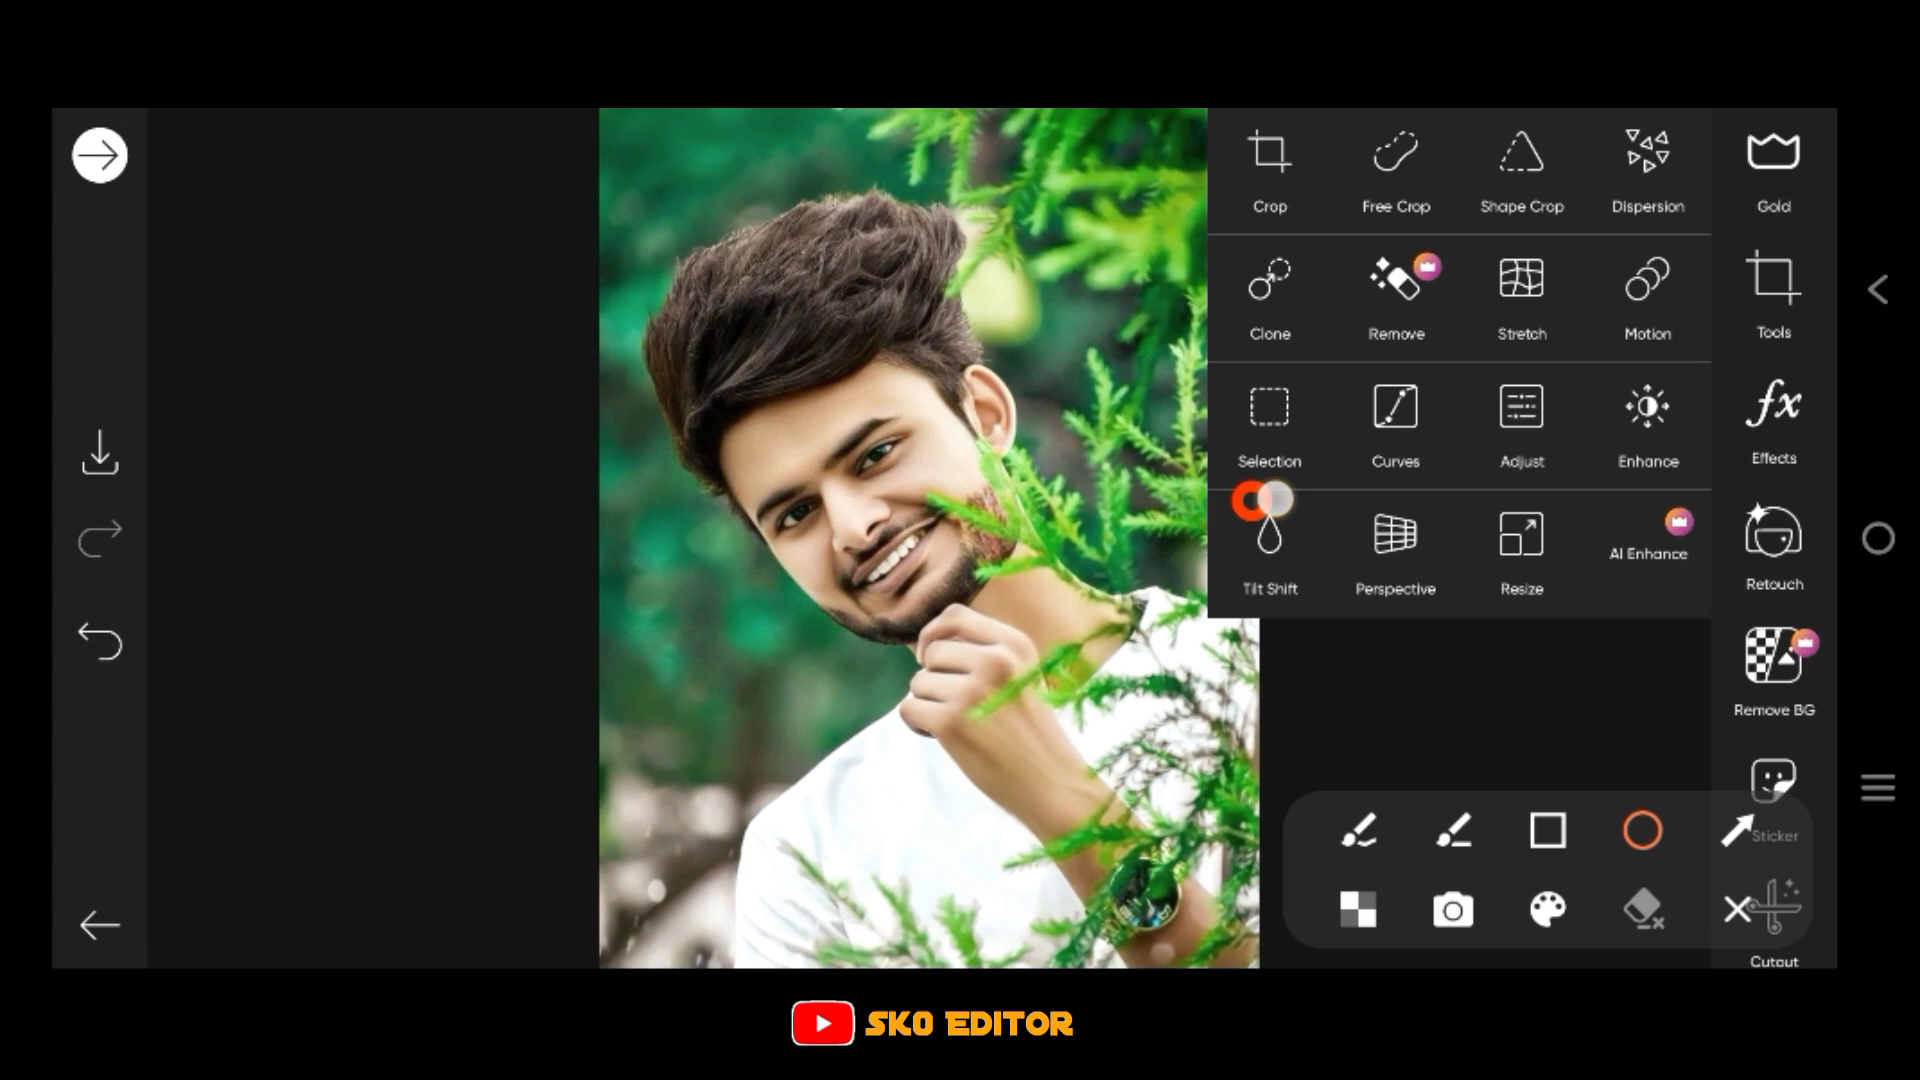 Crop Free Crop Shape Crop Dispersion Gold
Clone Remove Stretch Motion Tools
Selection Curves Adjust Enhance Effects
Tilt Shift Perspective Resize AI Enhance Retouch
Remove BG
Sticker
Cutout
SKO EDITOR